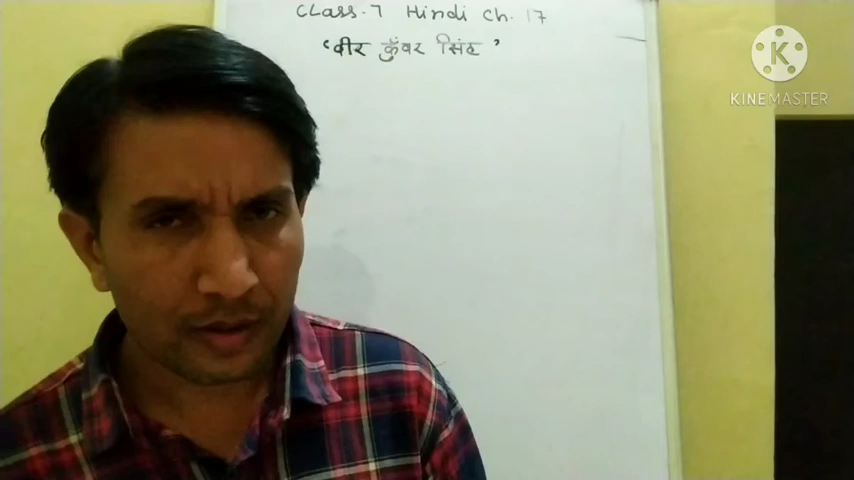 Class-7 Hindi Ch. 17
'वीर कुँवर सिंह'
K
KINEMASTER